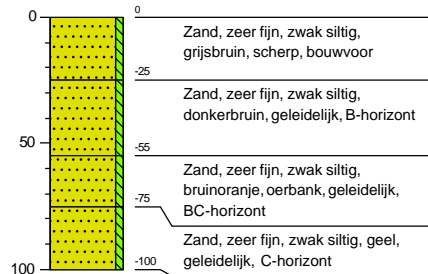 0
0
Zand, zeer fijn, zwak siltig,
grijsbruin, scherp, bouwvoor
-25
Zand, zeer fijn, zwak siltig,
donkerbruin, geleidelijk, B-horizont
50
-55
Zand, zeer fijn, zwak siltig,
bruinoranje, oerbank, geleidelijk,
BC-horizont
-75
Zand, zeer fijn, zwak siltig, geel,
geleidelijk, C-horizont
100
-100